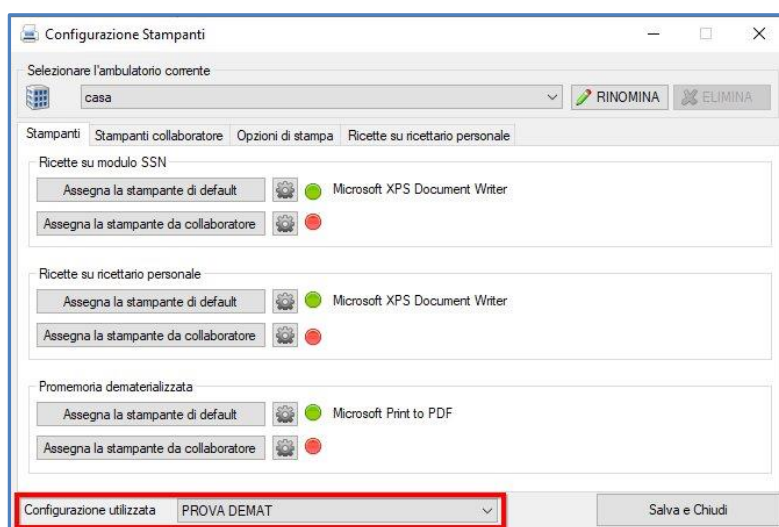 Configurazione Stampanti
Selezionare l'ambulatorio corrente
casa RINOMINA ELIMINA
Stampanti Stampanti collaboratore Opzioni di stampa Ricette su ricettario personale
Ricette su modulo SSN
Assegna la stampante di default Microsoft XPS Document Writer
Assegna la stampante da collaboratore
Ricette su ricettario personale
Assegna la stampante di default Microsoft XPS Document Writer
Assegna la stampante da collaboratore
Promemoria dematerializzata
Assegna la stampante di default Microsoft Print to PDF
Assegna la stampante da collaboratore
Configurazione utilizzata PROVA DEMAT Salva e Chiudi